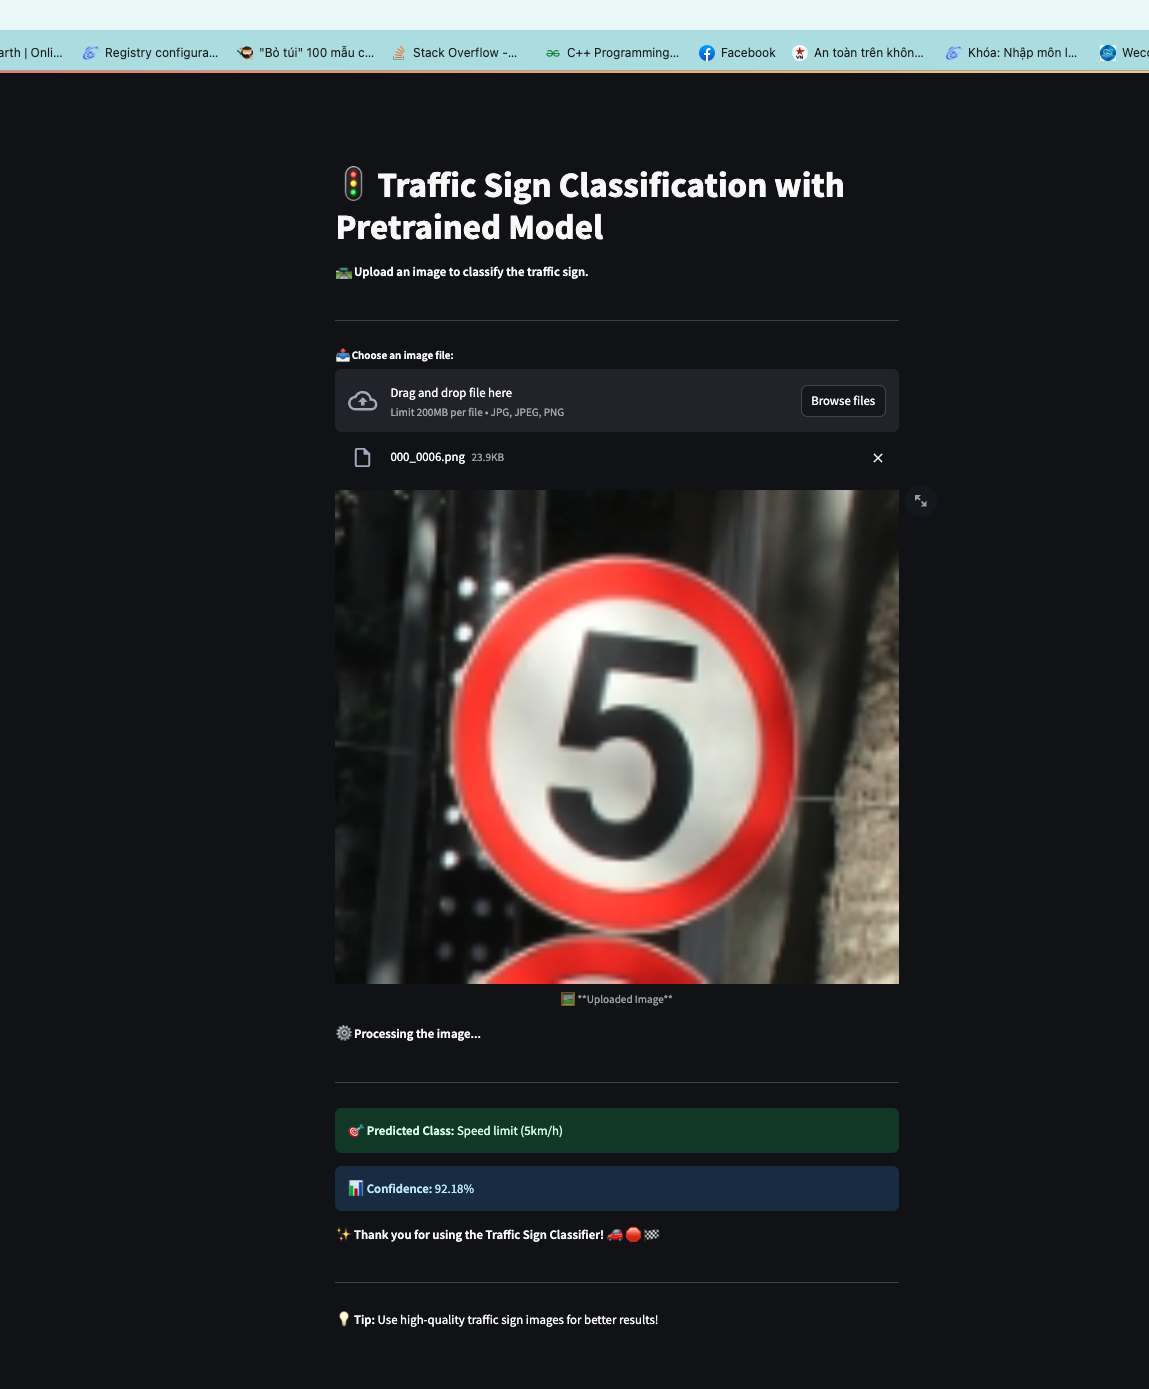 arth | Onli...
Registry configura...
"Bỏ túi" 100 mẫu c...
Stack Overflow -...
C++ Programming...
Facebook
An toàn trên khôn...
Khóa: Nhập môn l...
Weco
Traffic Sign Classification with
Pretrained Model
Upload an image to classify the traffic sign.
Choose an image file:
Drag and drop file here
Limit 200MB per file • JPG, JPEG, PNG
Browse files
000_0006.png 23.9KB
5
**Uploaded Image**
Processing the image...
Predicted Class: Speed limit (5km/h)
Confidence: 92.18%
Thank you for using the Traffic Sign Classifier!
Tip: Use high-quality traffic sign images for better results!